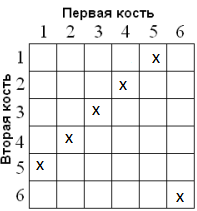 Первая кость
1 2 3 4 5 6
Вторая кость
1 x
2 x
3 x
4 x
5 x
6 x